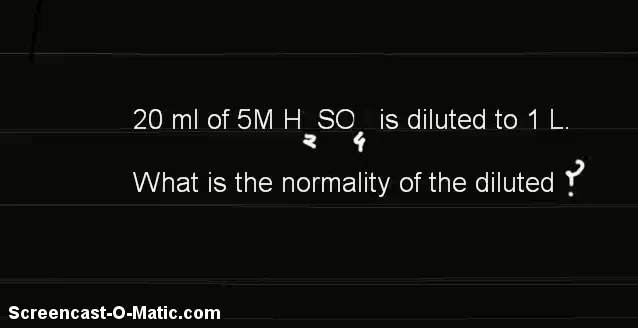 20 ml of 5M H₂SO₄ is diluted to 1 L.
What is the normality of the diluted ?
Screencast-O-Matic.com